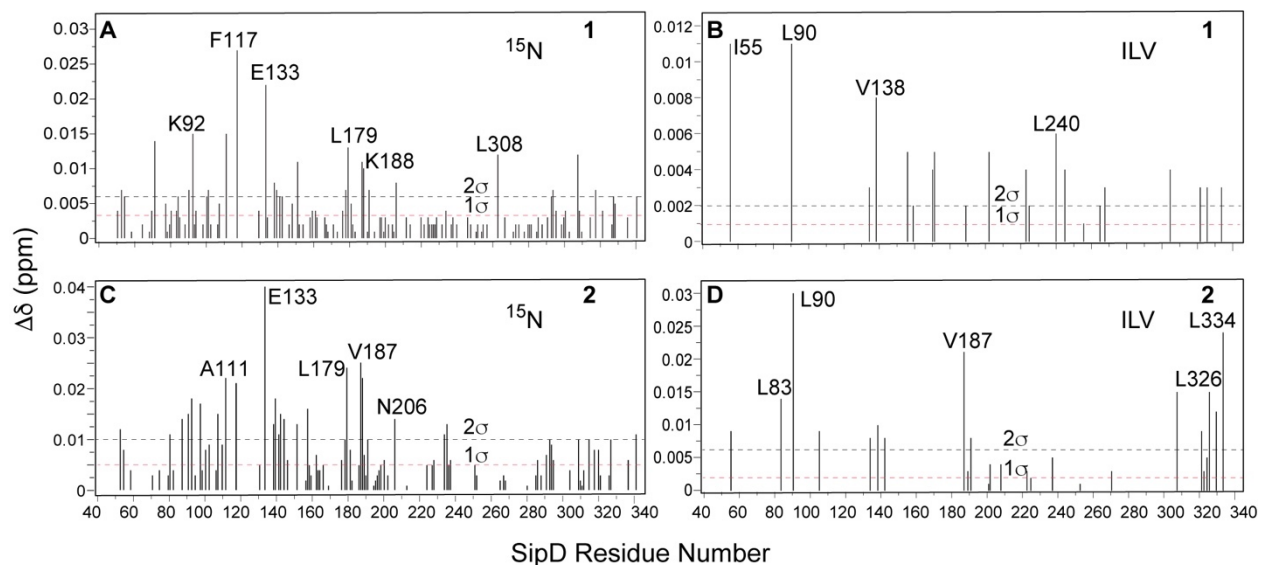 A 1
¹⁵N
F117
E133
K92
L179
K188
L308
2σ
1σ
0.03
0.025
0.02
0.015
0.01
0.005
0
B 1
ILV
I55
L90
V138
L240
2σ
1σ
0.012
0.010
0.008
0.006
0.004
0.002
0
C 2
¹⁵N
E133
A111
L179
V187
N206
2σ
1σ
0.04
0.03
0.02
0.01
0
40 60 80 100 120 140 160 180 200 220 240 260 280 300 320 340
D 2
ILV
L90
L83
V187
L334
L326
2σ
1σ
0.03
0.025
0.02
0.015
0.01
0.005
0
40 60 80 100 120 140 160 180 200 220 240 260 280 300 320 340
Δδ (ppm)
SipD Residue Number